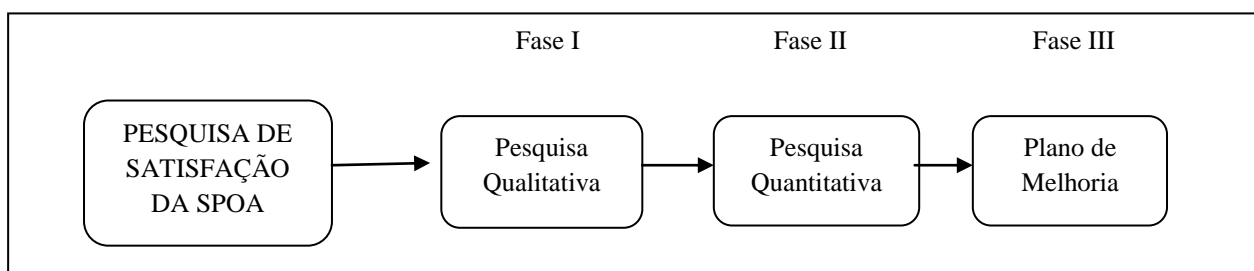 Fase I
Fase II
Fase III
PESQUISA DE
SATISFAÇÃO
DA SPOA
Pesquisa
Qualitativa
Pesquisa
Quantitativa
Plano de
Melhoria